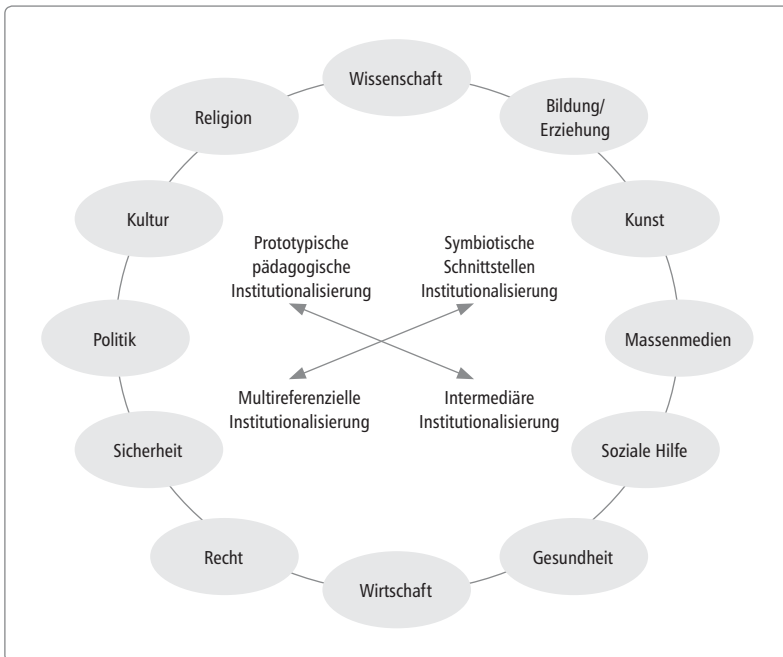 Wissenschaft
Religion
Bildung/
Erziehung
Kultur
Kunst
Prototypische
pädagogische
Institutionalisierung
Symbiotische
Schnittstellen
Institutionalisierung
Politik
Massenmedien
Multireferenzielle
Institutionalisierung
Intermediäre
Institutionalisierung
Sicherheit
Soziale Hilfe
Recht
Gesundheit
Wirtschaft